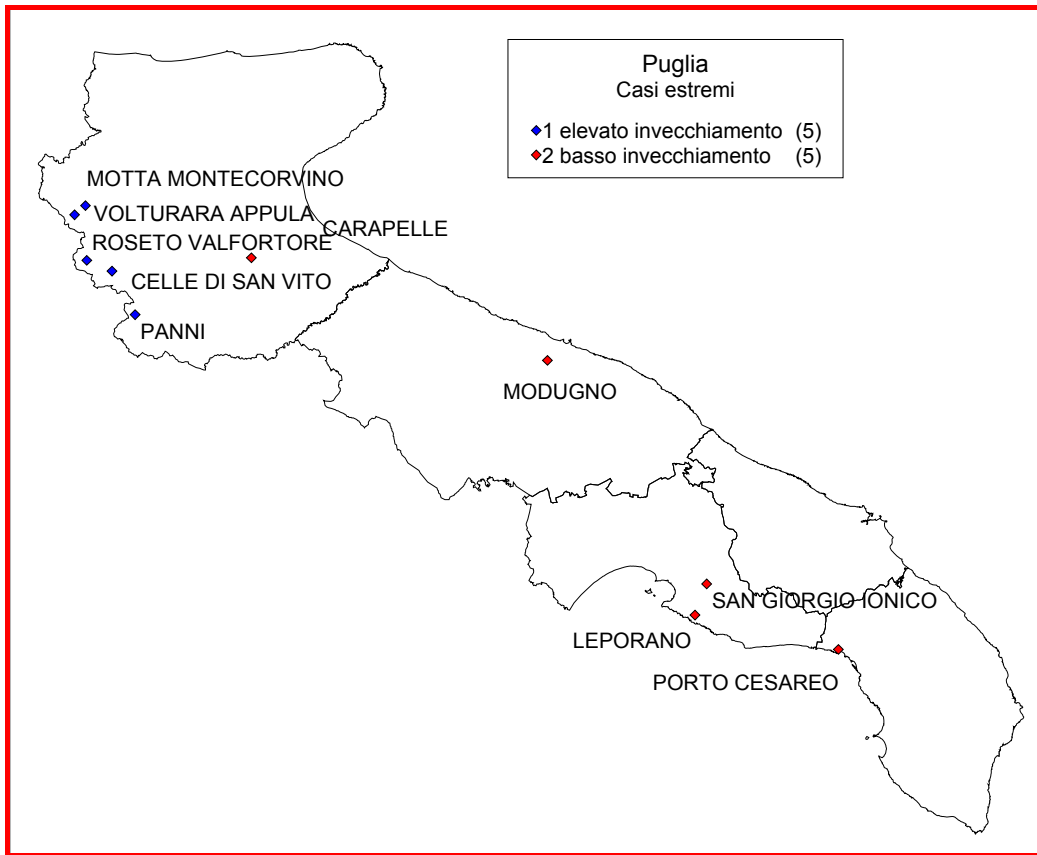 Puglia
Casi estremi
1 elevato invecchiamento (5)
2 basso invecchiamento (5)
MOTTA MONTECORVINO
VOLTURARA APPULA
CARAPELLE
ROSETO VALFORTORE
CELLE DI SAN VITO
PANNI
MODUGNO
SAN GIORGIO IONICO
LEPORANO
PORTO CESAREO